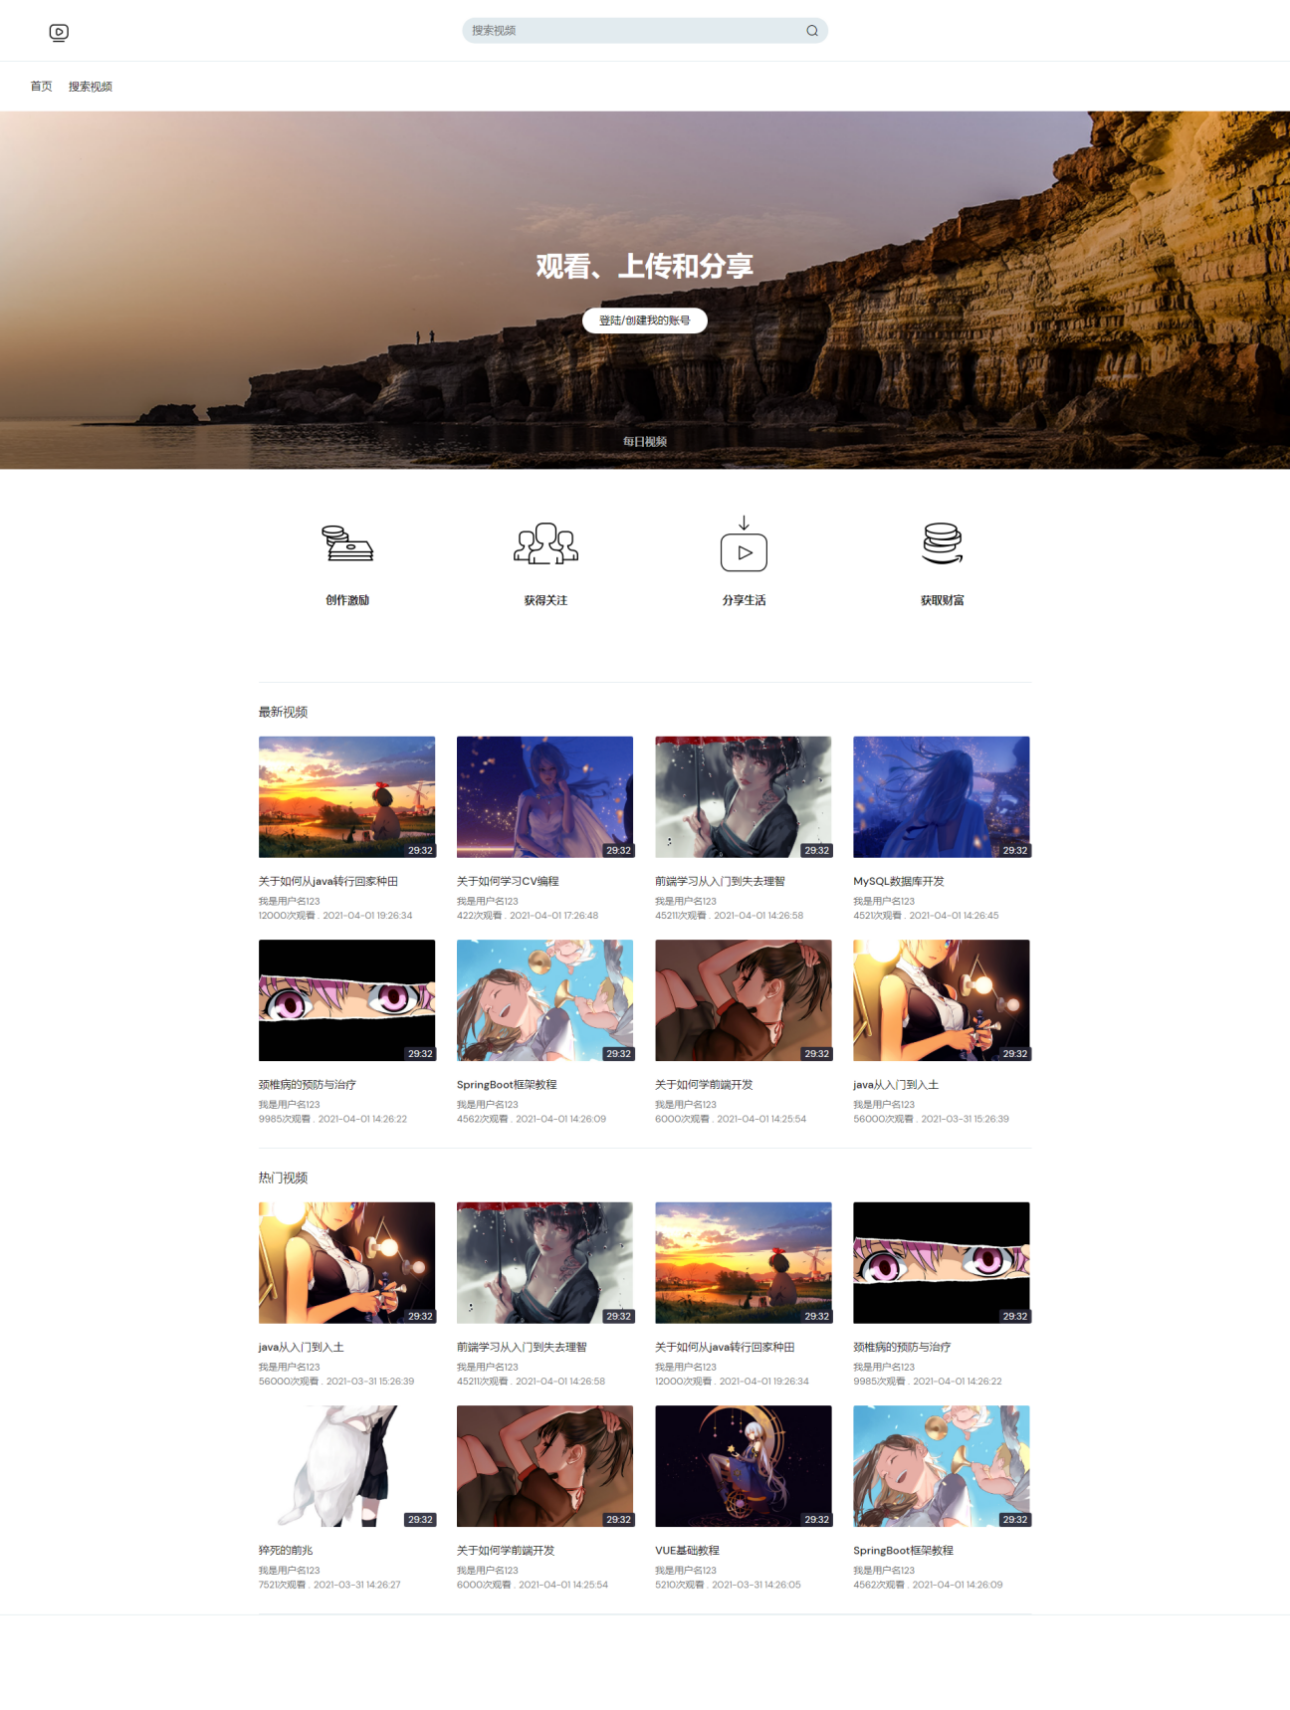 搜索视频
首页 搜索视频
观看、上传和分享
登陆/创建我的账号
每日视频
创作激励 获得关注 分享生活 获取财富
最新视频
29:32 29:32 29:32 29:32
关于如何从java转行回家种田 关于如何学习CV编程 前端学习从入门到失去理智 MySQL数据库开发
我是用户名123 我是用户名123 我是用户名123 我是用户名123
12000次观看 . 2021-04-01 19:26:34 422次观看 . 2021-04-01 17:26:48 45211次观看 . 2021-04-01 14:26:58 4521次观看 . 2021-04-01 14:26:45
29:32 29:32 29:32 29:32
颈椎病的预防与治疗 SpringBoot框架教程 关于如何学前端开发 java从入门到入土
我是用户名123 我是用户名123 我是用户名123 我是用户名123
9985次观看 . 2021-04-01 14:26:22 4562次观看 . 2021-04-01 14:26:09 6000次观看 . 2021-04-01 14:25:54 56000次观看 . 2021-03-31 15:26:39
热门视频
29:32 29:32 29:32 29:32
java从入门到入土 前端学习从入门到失去理智 关于如何从java转行回家种田 颈椎病的预防与治疗
我是用户名123 我是用户名123 我是用户名123 我是用户名123
56000次观看 . 2021-03-31 15:26:39 45211次观看 . 2021-04-01 14:26:58 12000次观看 . 2021-04-01 19:26:34 9985次观看 . 2021-04-01 14:26:22
29:32 29:32 29:32 29:32
猝死的前兆 关于如何学前端开发 VUE基础教程 SpringBoot框架教程
我是用户名123 我是用户名123 我是用户名123 我是用户名123
7521次观看 . 2021-03-31 14:26:27 6000次观看 . 2021-04-01 14:25:54 5210次观看 . 2021-03-31 14:26:05 4562次观看 . 2021-04-01 14:26:09